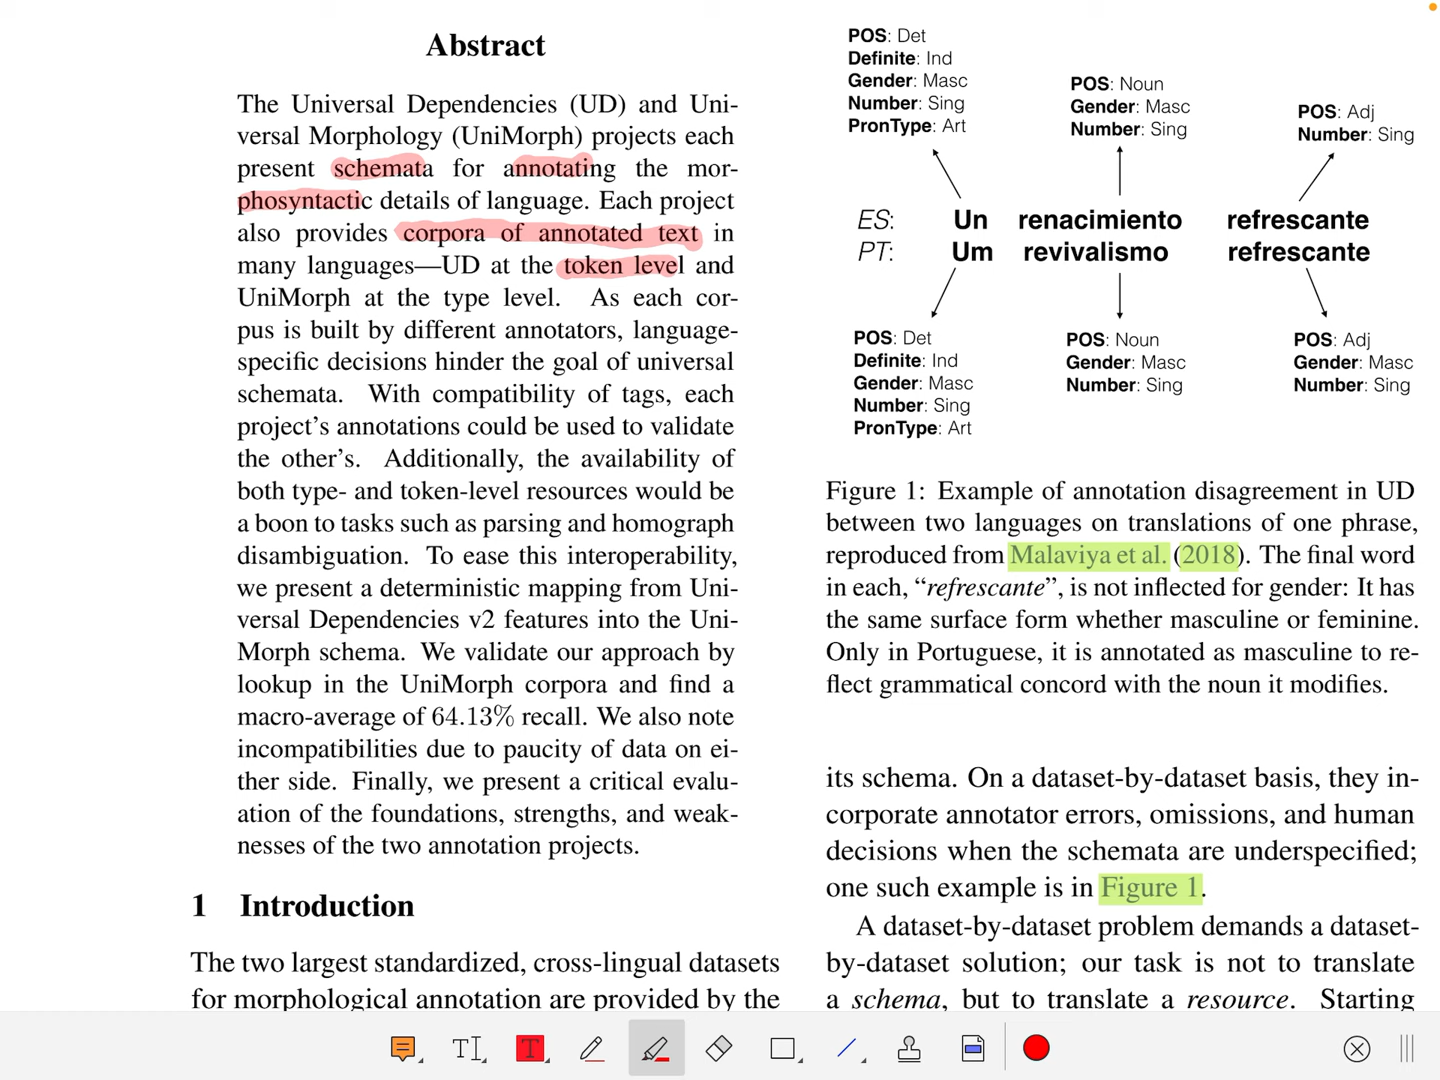 Abstract
The Universal Dependencies (UD) and Uni-
versal Morphology (UniMorph) projects each
present schemata for annotating the mor-
phosyntactic details of language. Each project
also provides corpora of annotated text in
many languages—UD at the token level and
UniMorph at the type level. As each cor-
pus is built by different annotators, language-
specific decisions hinder the goal of universal
schemata. With compatibility of tags, each
project's annotations could be used to validate
the other's. Additionally, the availability of
both type- and token-level resources would be
a boon to tasks such as parsing and homograph
disambiguation. To ease this interoperability,
we present a deterministic mapping from Uni-
versal Dependencies v2 features into the Uni-
Morph schema. We validate our approach by
lookup in the UniMorph corpora and find a
macro-average of 64.13% recall. We also note
incompatibilities due to paucity of data on ei-
ther side. Finally, we present a critical evalu-
ation of the foundations, strengths, and weak-
nesses of the two annotation projects.
1 Introduction
The two largest standardized, cross-lingual datasets
for morphological annotation are provided by the
POS: Det
Definite: Ind
Gender: Masc
Number: Sing
PronType: Art
POS: Noun
Gender: Masc
Number: Sing
POS: Adj
Number: Sing
ES: Un renacimiento refrescante
PT: Um revivalismo refrescante
POS: Det
Definite: Ind
Gender: Masc
Number: Sing
PronType: Art
POS: Noun
Gender: Masc
Number: Sing
POS: Adj
Gender: Masc
Number: Sing
Figure 1: Example of annotation disagreement in UD
between two languages on translations of one phrase,
reproduced from Malaviya et al. (2018). The final word
in each, “refrescante”, is not inflected for gender: It has
the same surface form whether masculine or feminine.
Only in Portuguese, it is annotated as masculine to re-
flect grammatical concord with the noun it modifies.
its schema. On a dataset-by-dataset basis, they in-
corporate annotator errors, omissions, and human
decisions when the schemata are underspecified;
one such example is in Figure 1.
A dataset-by-dataset problem demands a dataset-
by-dataset solution; our task is not to translate
a schema, but to translate a resource. Starting
T
T